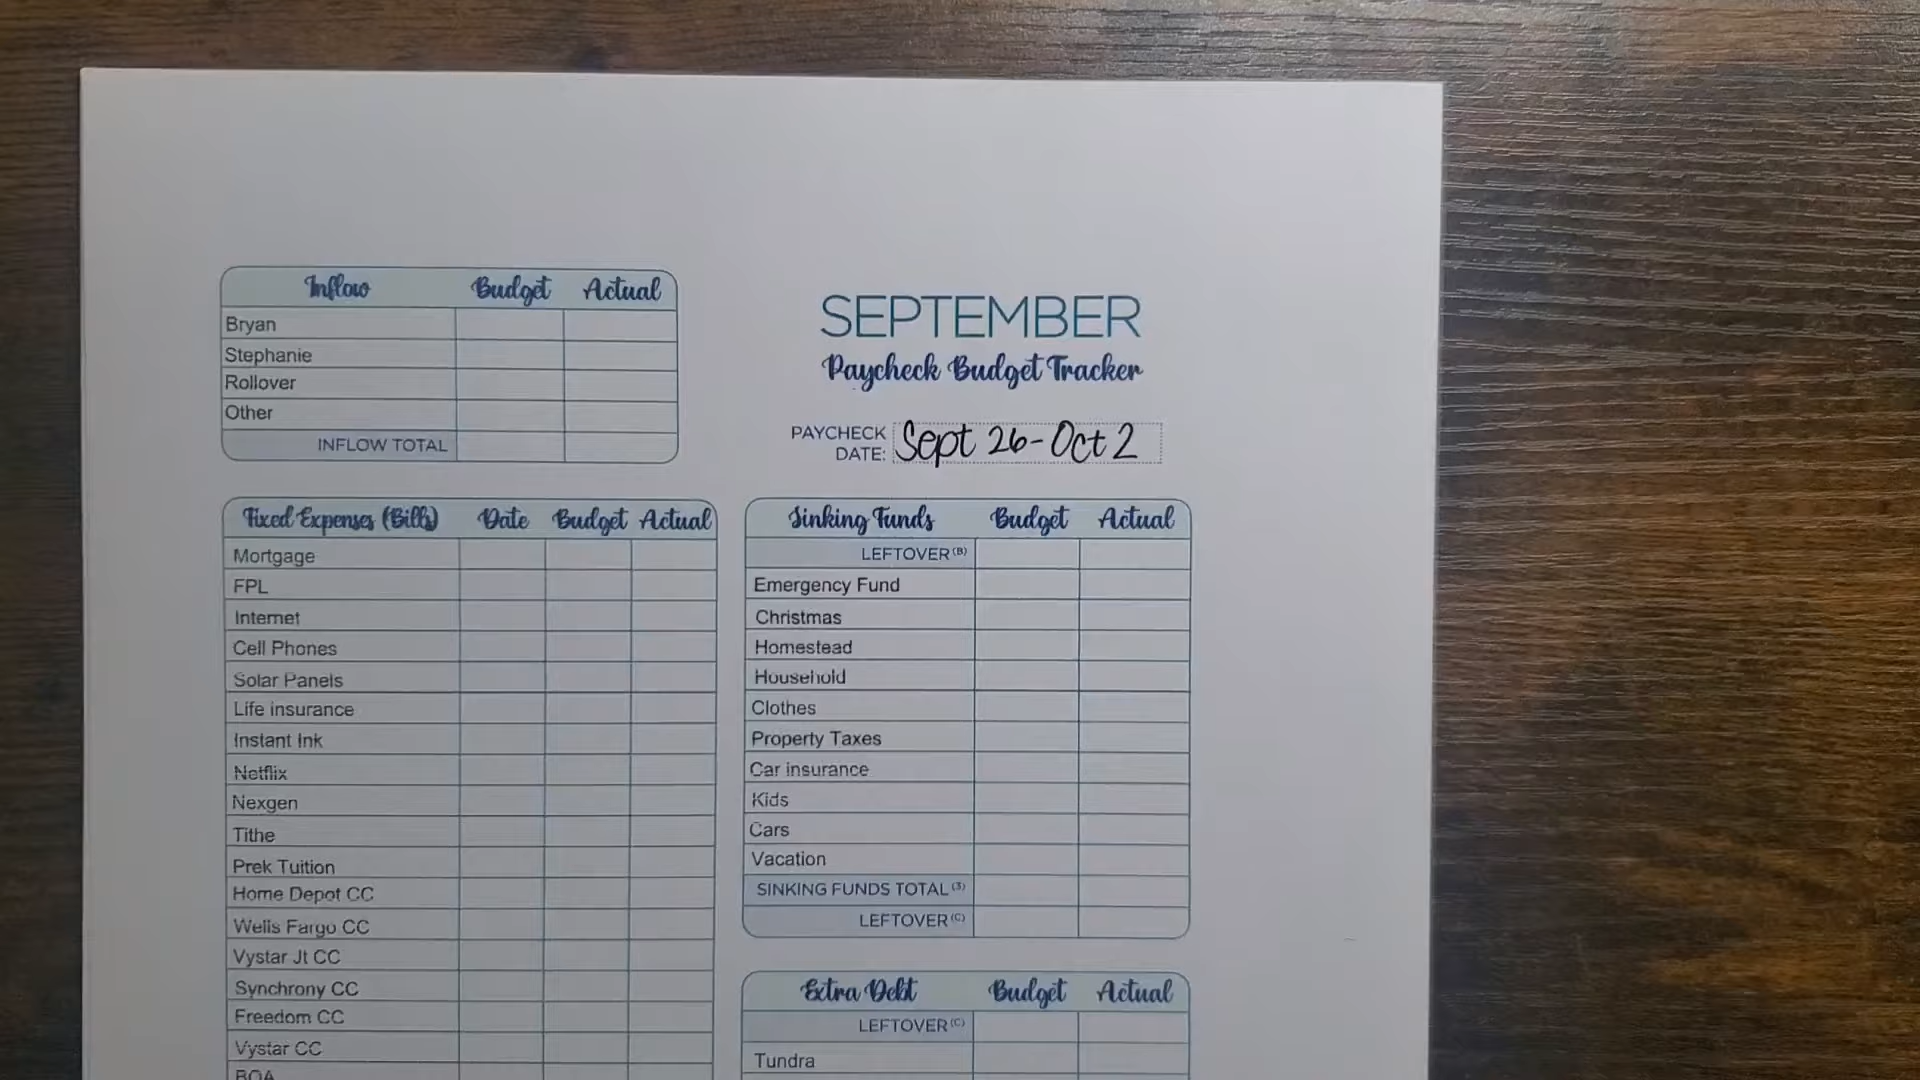 Inflow Budget Actual
Bryan
Stephanie
Rollover
Other
INFLOW TOTAL
SEPTEMBER
Paycheck Budget Tracker
PAYCHECK DATE: Sept 26-Oct 2
Fixed Expenses (Bills) Date Budget Actual
Mortgage
FPL
Internet
Cell Phones
Solar Panels
Life insurance
Instant Ink
Netflix
Nexgen
Tithe
Prek Tuition
Home Depot CC
Wells Fargo CC
Vystar Jt CC
Synchrony CC
Freedom CC
Vystar CC
BOA
Sinking Funds Budget Actual
LEFTOVER (B)
Emergency Fund
Christmas
Homestead
Household
Clothes
Property Taxes
Car insurance
Kids
Cars
Vacation
SINKING FUNDS TOTAL (3)
LEFTOVER (C)
Extra Debt Budget Actual
LEFTOVER (C)
Tundra